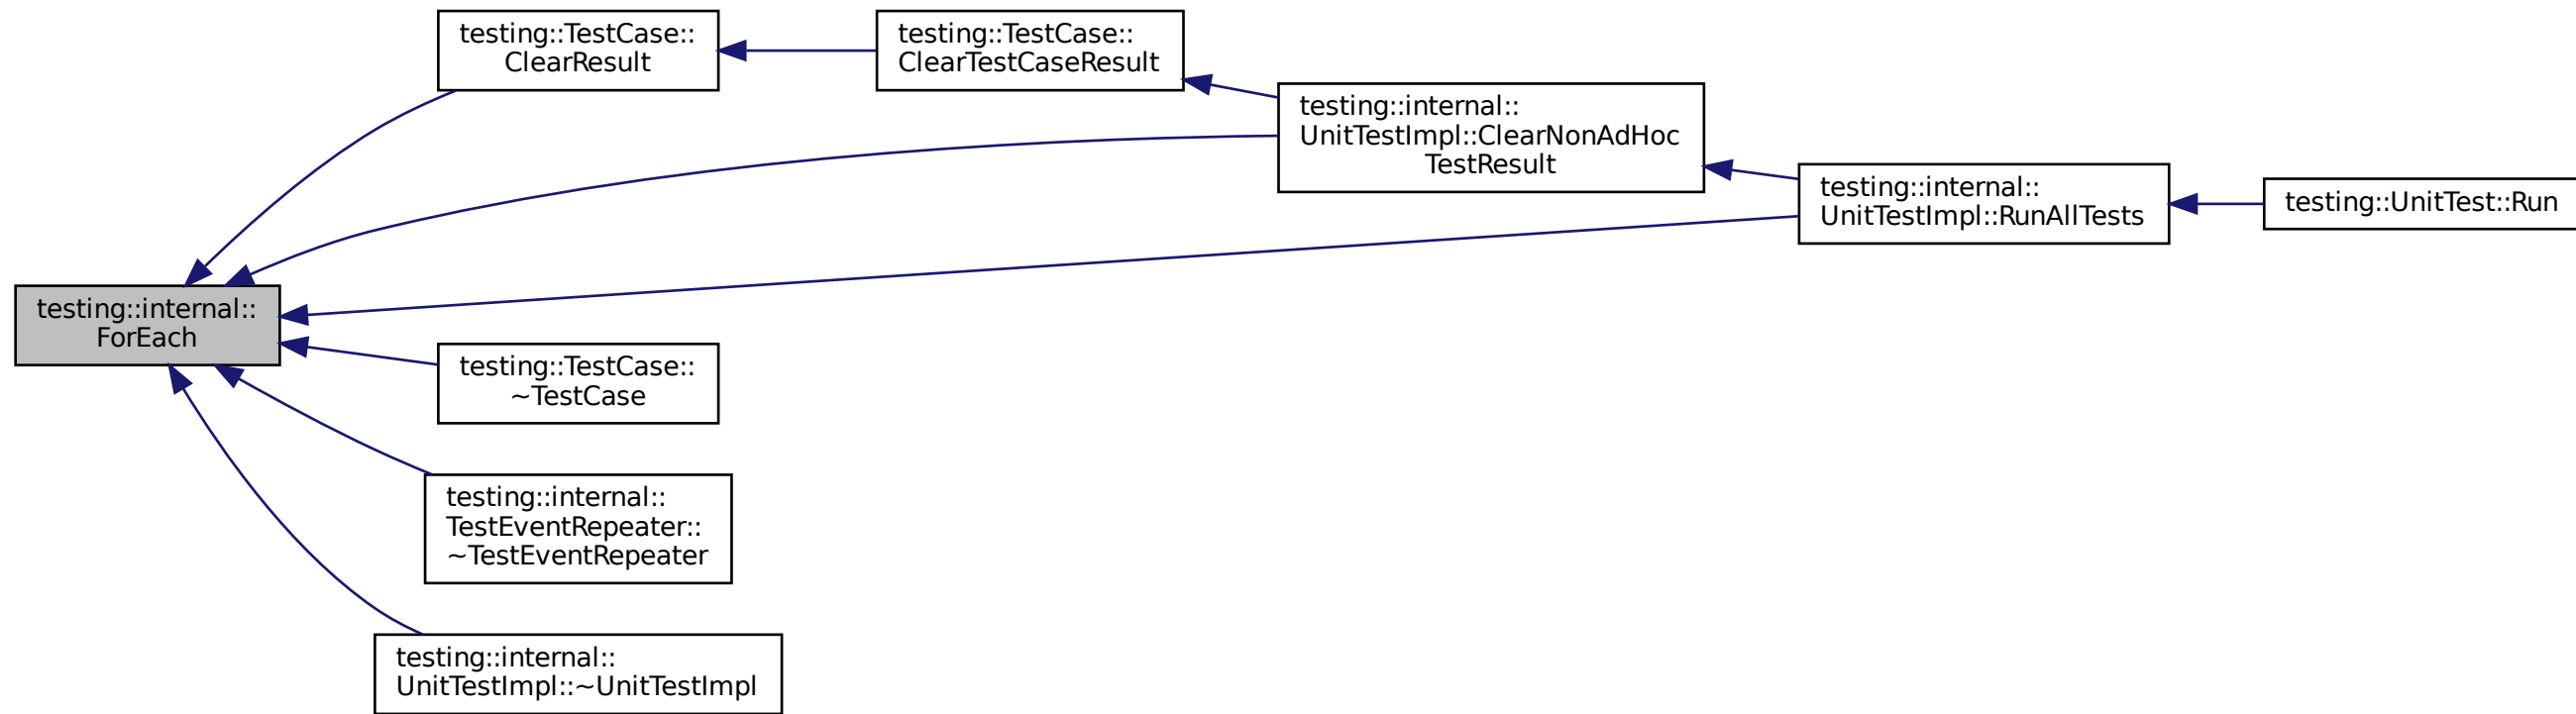 testing::TestCase::
ClearResult
testing::TestCase::
ClearTestCaseResult
testing::internal::
UnitTestImpl::ClearNonAdHoc
TestResult
testing::internal::
UnitTestImpl::RunAllTests
testing::UnitTest::Run
testing::internal::
ForEach
testing::TestCase::
~TestCase
testing::internal::
TestEventRepeater::
~TestEventRepeater
testing::internal::
UnitTestImpl::~UnitTestImpl